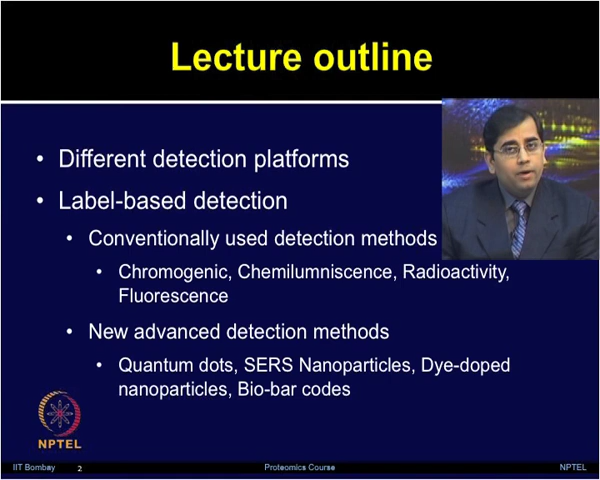 Lecture outline
• Different detection platforms
• Label-based detection
• Conventionally used detection methods
• Chromogenic, Chemilumniscence, Radioactivity,
Fluorescence
• New advanced detection methods
• Quantum dots, SERS Nanoparticles, Dye-doped
nanoparticles, Bio-bar codes
NPTEL
IIT Bombay 2 Proteomics Course NPTEL